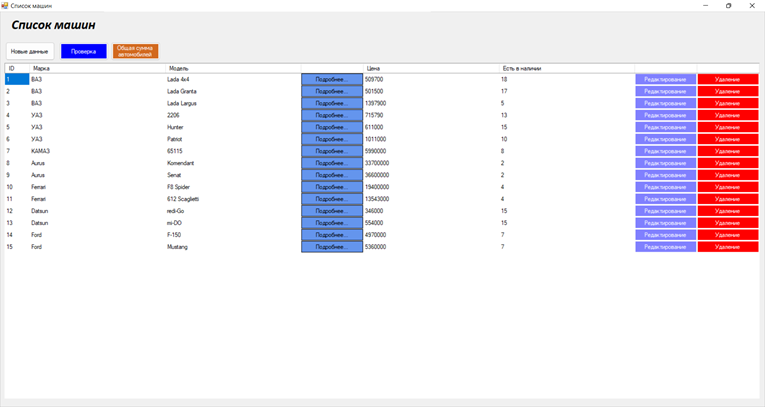 Список машин
Список машин
Новые данные Проверка Общая сумма
автомобилей
ID Марка Модель Цена Есть в наличии
1 ВАЗ Lada 4x4 Подробнее... 509700 18 Редактирование Удаление
2 ВАЗ Lada Granta Подробнее... 501500 17 Редактирование Удаление
3 ВАЗ Lada Largus Подробнее... 1397900 5 Редактирование Удаление
4 УАЗ 2206 Подробнее... 715790 13 Редактирование Удаление
5 УАЗ Hunter Подробнее... 611000 15 Редактирование Удаление
6 УАЗ Patriot Подробнее... 1011000 10 Редактирование Удаление
7 КАМАЗ 65115 Подробнее... 5990000 8 Редактирование Удаление
8 Aurus Komendant Подробнее... 33700000 2 Редактирование Удаление
9 Aurus Senat Подробнее... 36600000 2 Редактирование Удаление
10 Ferrari F8 Spider Подробнее... 19400000 4 Редактирование Удаление
11 Ferrari 612 Scaglietti Подробнее... 13543000 4 Редактирование Удаление
12 Datsun redi-Go Подробнее... 346000 15 Редактирование Удаление
13 Datsun mi-DO Подробнее... 554000 15 Редактирование Удаление
14 Ford F-150 Подробнее... 4970000 7 Редактирование Удаление
15 Ford Mustang Подробнее... 5360000 7 Редактирование Удаление